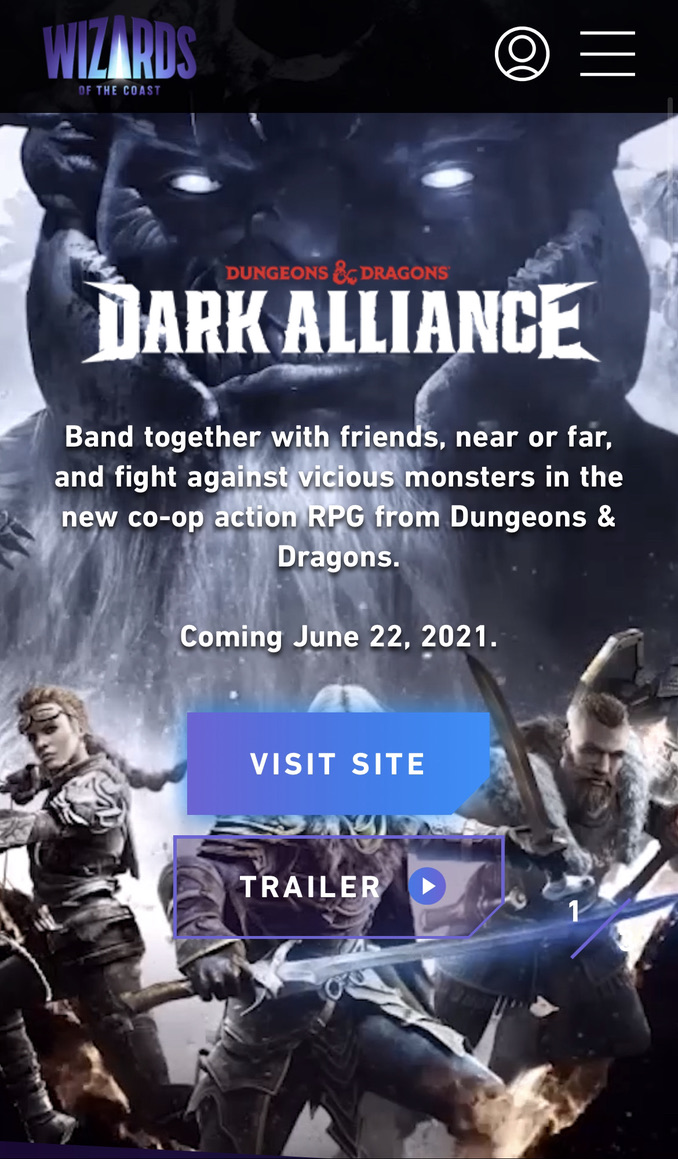 WIZARDS
OF THE COAST
DUNGEONS & DRAGONS
DARK ALLIANCE
Band together with friends, near or far,
and fight against vicious monsters in the
new co-op action RPG from Dungeons &
Dragons.
Coming June 22, 2021.
VISIT SITE
TRAILER
1